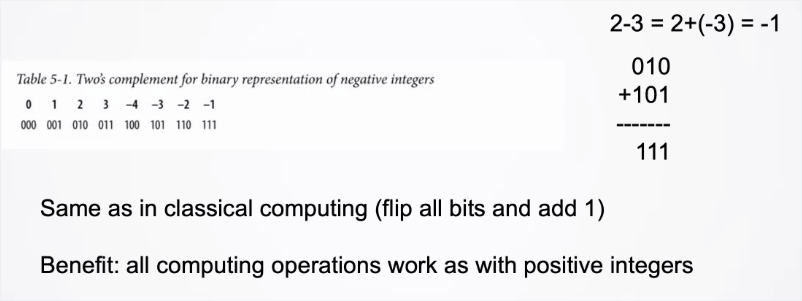 2-3 = 2+(-3) = -1
010
+101
-------
111
Table 5-1. Two's complement for binary representation of negative integers
0 1 2 3 –4 –3 –2 –1
000 001 010 011 100 101 110 111
Same as in classical computing (flip all bits and add 1)
Benefit: all computing operations work as with positive integers